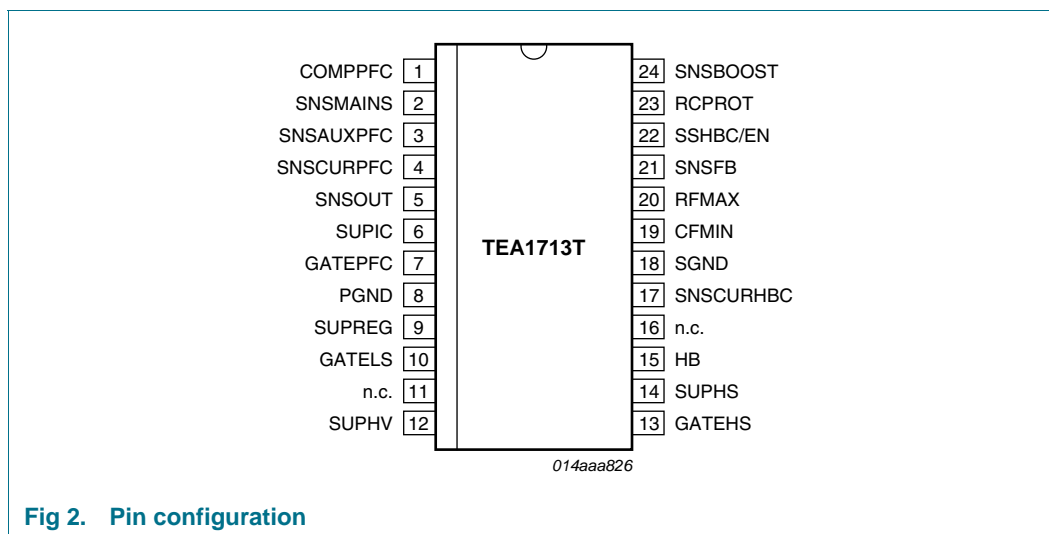 COMPPFC 1 24 SNSBOOST
SNSMAINS 2 23 RCPROT
SNSAUXPFC 3 22 SSHBC/EN
SNSCURPFC 4 21 SNSFB
SNSOUT 5 20 RFMAX
SUPIC 6 19 CFMIN
TEA1713T
GATEPFC 7 18 SGND
PGND 8 17 SNSCURHBC
SUPREG 9 16 n.c.
GATELS 10 15 HB
n.c. 11 14 SUPHS
SUPHV 12 13 GATEHS
014aaa826
Fig 2. Pin configuration